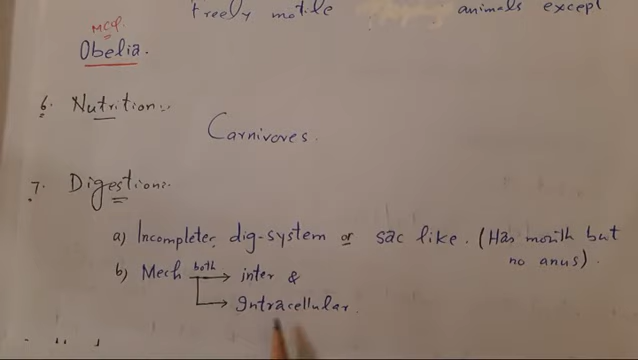 freely motile animals except
MCQ
Obelia.
6. Nutrition:.
Carnivores.
7. Digestion:.
a) Incompleter dig-system or sac like. (Has mouth but
no anus).
b) Mech both → inter &
→ Intracellular.